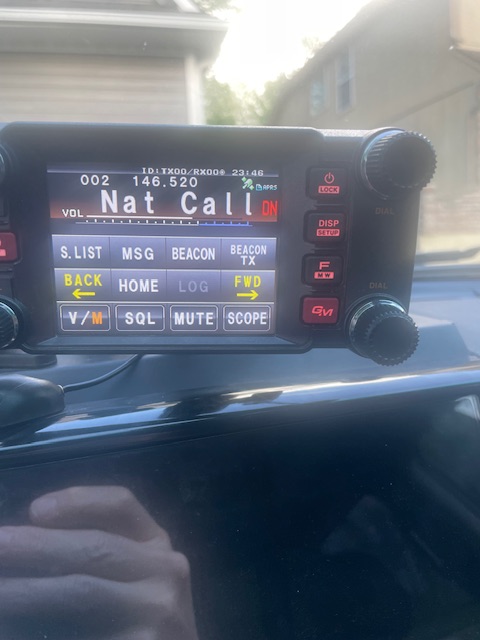 ID:TX00/RX00 23:46
002 146.520 APRS
Nat Call DN
VOL
S.LIST MSG BEACON BEACON TX
BACK HOME LOG FWD
V/M SQL MUTE SCOPE
LOCK
DISP
SETUP
F
MW
GM
DIAL
DIAL